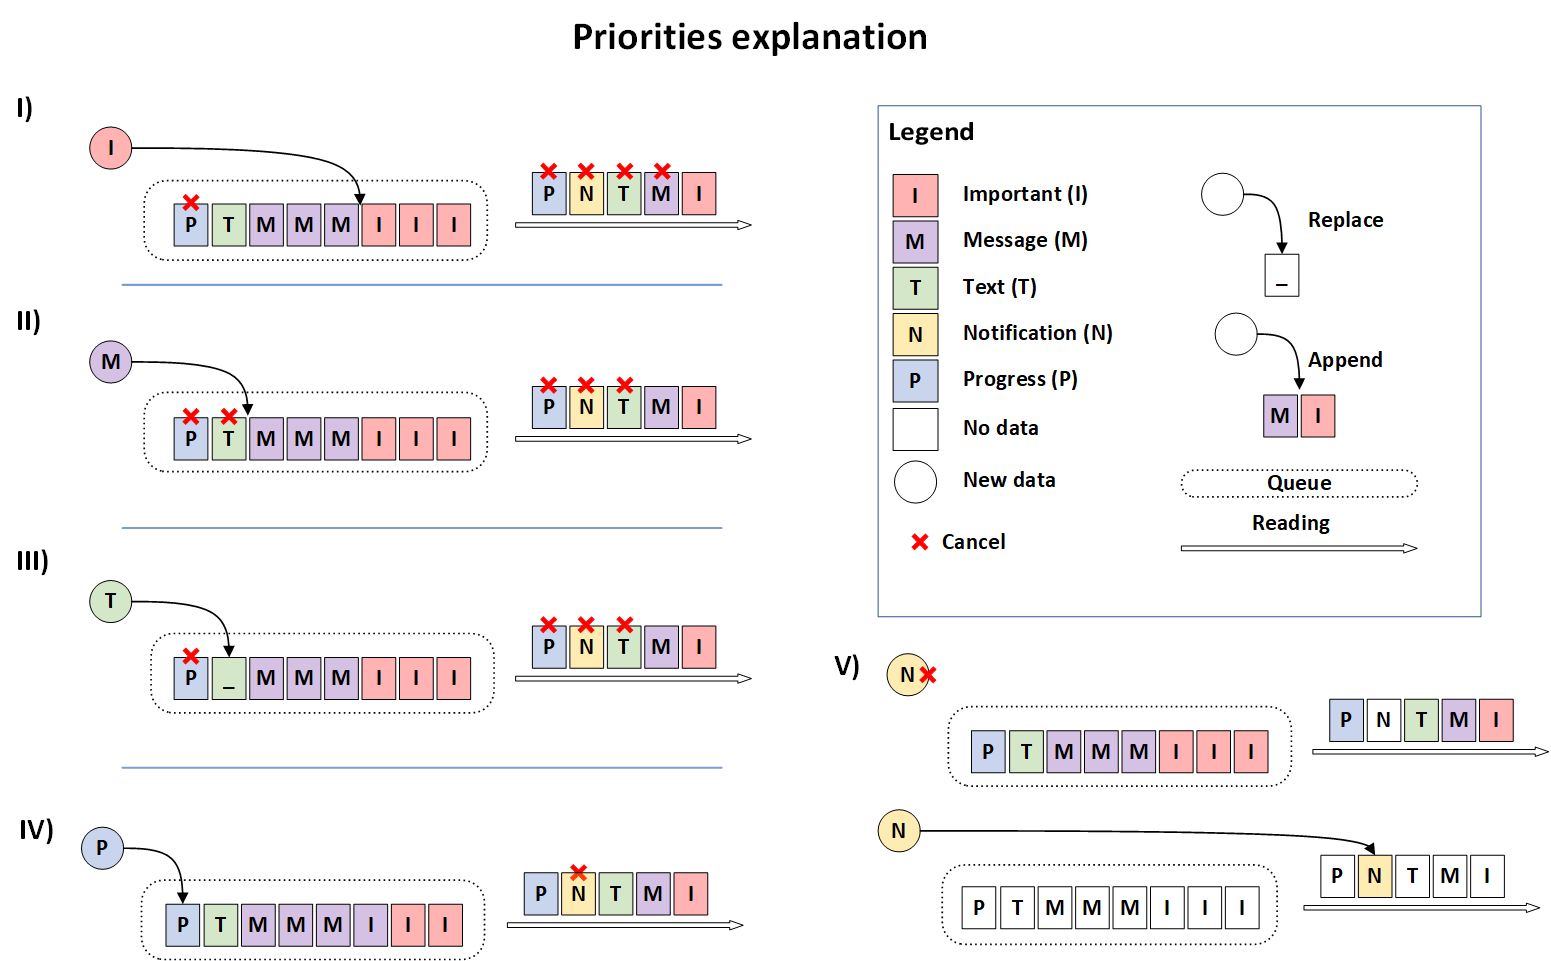 Priorities explanation
I)
I
P T M M M I I I
P N T M I
II)
M
P T M M M I I I
P N T M I
III)
T
P _ M M M I I I
P N T M I
IV)
P
P T M M M I I I
P N T M I
Legend
I Important (I)
M Message (M)
T Text (T)
N Notification (N)
P Progress (P)
No data
New data
Cancel
Replace
_
Append
M I
Queue
Reading
V)
N
P T M M M I I I
P N T M I
N
P T M M M I I I
P N T M I